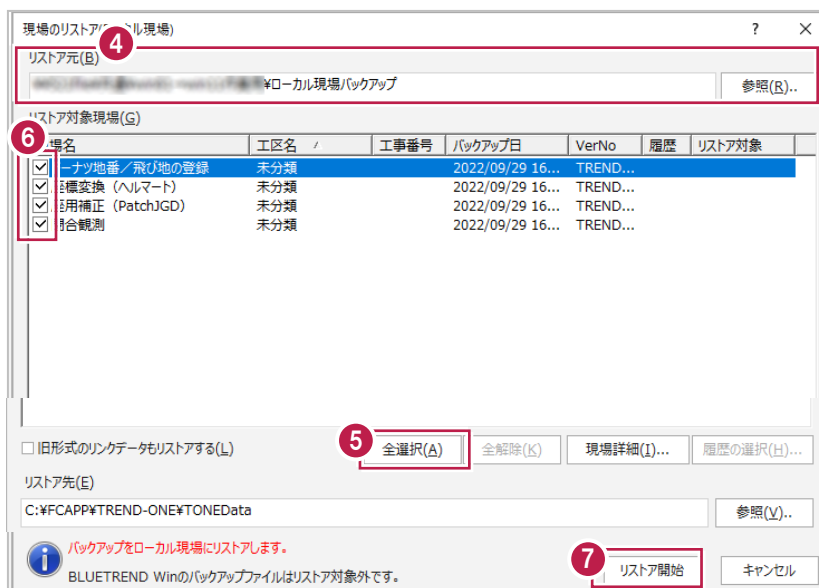 現場のリストア(
ル現場)
? ×
4
リストア元(B)
¥ローカル現場バックアップ
参照(R)..
リストア対象現場(G)
6
場名 工区名 工事番号 バックアップ日 VerNo 履歴 リストア対象
ーナツ地番／飛び地の登録 未分類 2022/09/29 16... TREND...
標変換（ヘルマート） 未分類 2022/09/29 16... TREND...
用補正（PatchJGD） 未分類 2022/09/29 16... TREND...
合観測 未分類 2022/09/29 16... TREND...
旧形式のリンクデータもリストアする(L)
5
全選択(A) 全解除(K) 現場詳細(I)... 履歴の選択(H)...
リストア先(E)
C:¥FCAPP¥TREND-ONE¥TONEData
参照(V)..
バックアップをローカル現場にリストアします。
BLUETREND Winのバックアップファイルはリストア対象外です。
7
リストア開始 キャンセル